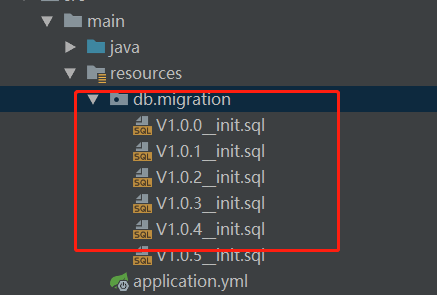 main
java
resources
db.migration
SQL V1.0.0__init.sql
SQL V1.0.1__init.sql
SQL V1.0.2__init.sql
SQL V1.0.3__init.sql
SQL V1.0.4__init.sql
SQL V1.0.5__init.sql
application.yml